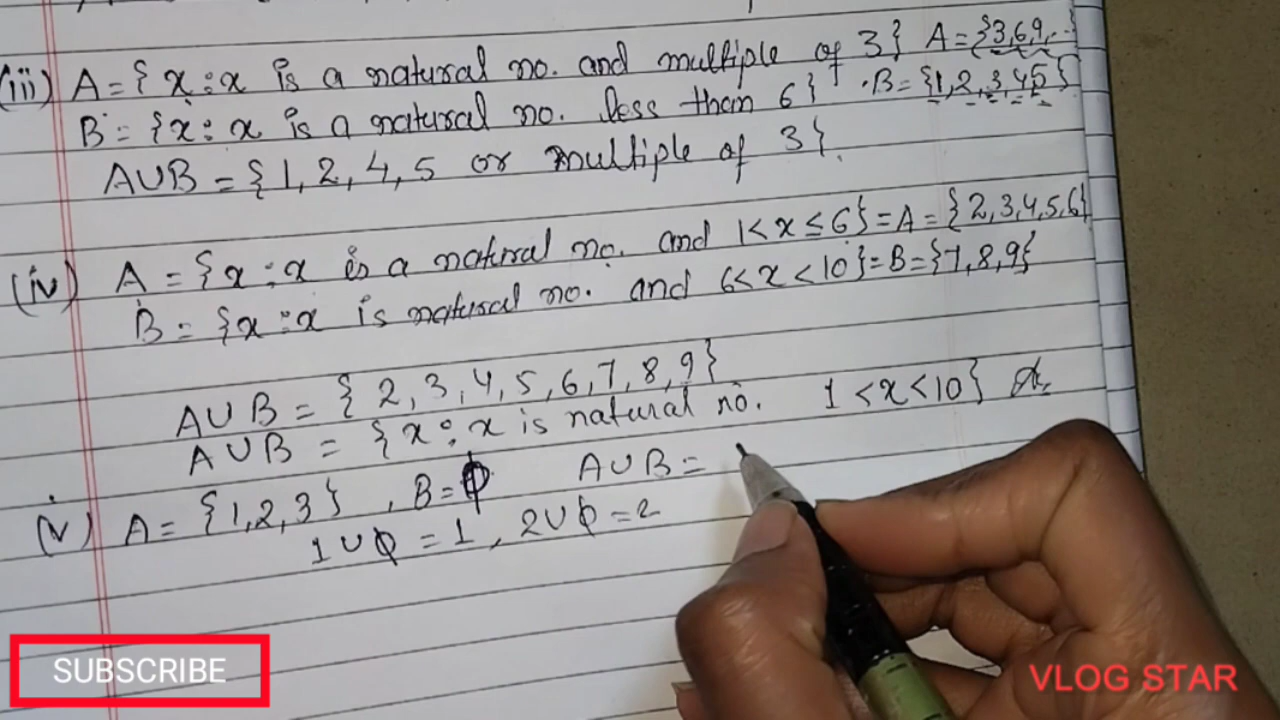 (iii) A = {x : x is a natural no. and multiple of 3} A = {3,6,9,..}
B = {x : x is a natural no. less than 6} . B = {1,2,3,4,5}
A∪B = {1, 2, 4, 5 or multiple of 3}.
(iv) A = {x : x is a natural no. and 1< x ≤ 6} = A = {2,3,4,5,6}
B = {x : x is natural no. and 6< x < 10} = B = {7,8,9}
A∪B = {2, 3, 4, 5, 6, 7, 8, 9}
A∪B = {x : x is natural no. 1 < x < 10}
(v) A = {1,2,3} , B = ϕ A∪B =
1∪ϕ = 1, 2∪ϕ = 2
SUBSCRIBE
VLOG STAR